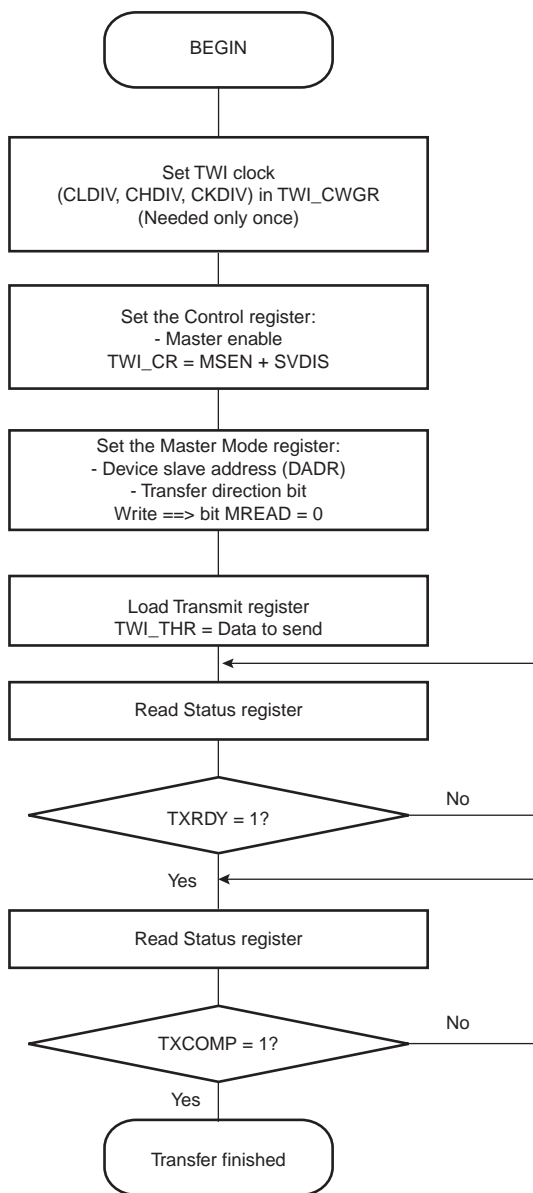 BEGIN
Set TWI clock
(CLDIV, CHDIV, CKDIV) in TWI_CWGR
(Needed only once)
Set the Control register:
- Master enable
TWI_CR = MSEN + SVDIS
Set the Master Mode register:
- Device slave address (DADR)
- Transfer direction bit
Write ==> bit MREAD = 0
Load Transmit register
TWI_THR = Data to send
Read Status register
TXRDY = 1?
No
Yes
Read Status register
TXCOMP = 1?
No
Yes
Transfer finished